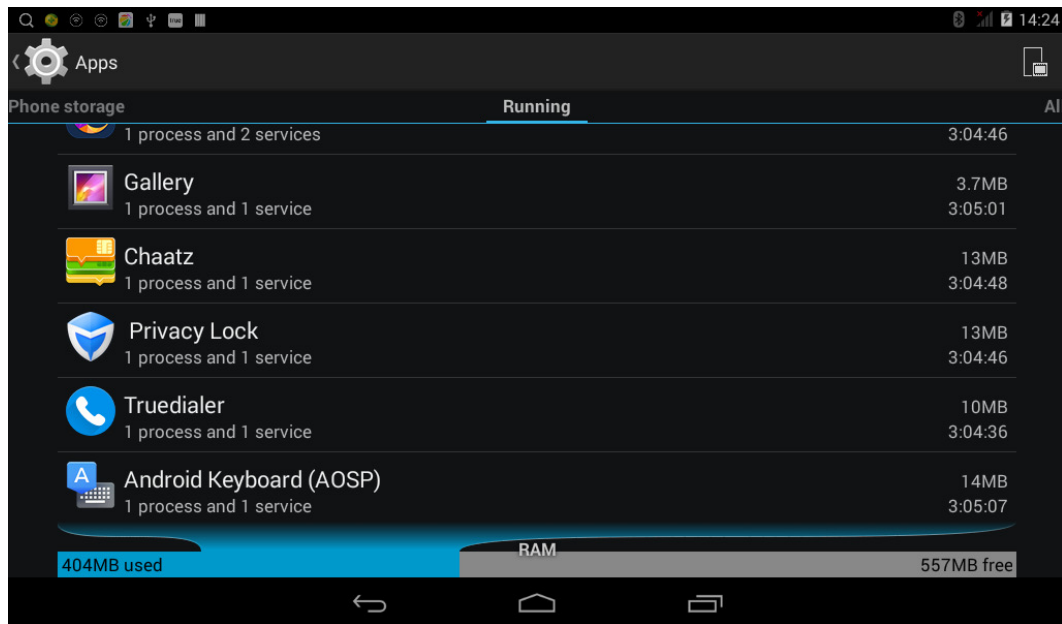 14:24
Apps
Phone storage
Running
Al
1 process and 2 services
3:04:46
Gallery
3.7MB
1 process and 1 service
3:05:01
Chaatz
13MB
1 process and 1 service
3:04:48
Privacy Lock
13MB
1 process and 1 service
3:04:46
Truedialer
10MB
1 process and 1 service
3:04:36
A
Android Keyboard (AOSP)
14MB
1 process and 1 service
3:05:07
RAM
404MB used
557MB free